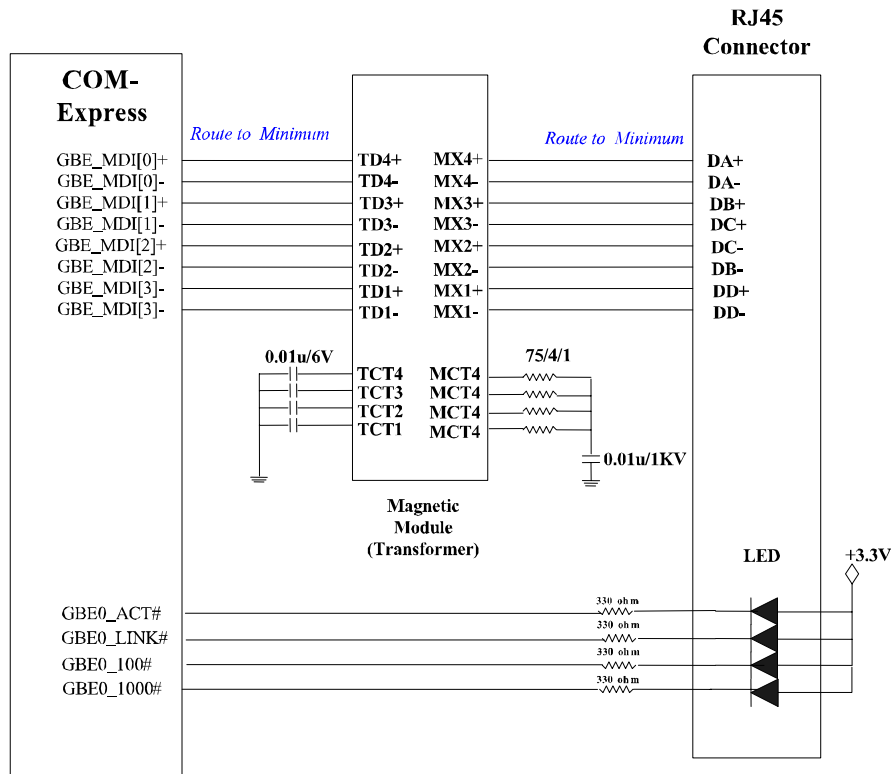 RJ45
Connector
COM-
Express
Route to Minimum
Route to Minimum
GBE_MDI[0]+ TD4+ MX4+ DA+
GBE_MDI[0]- TD4- MX4- DA-
GBE_MDI[1]+ TD3+ MX3+ DB+
GBE_MDI[1]- TD3- MX3- DC+
GBE_MDI[2]+ TD2+ MX2+ DC-
GBE_MDI[2]- TD2- MX2- DB-
GBE_MDI[3]- TD1+ MX1+ DD+
GBE_MDI[3]- TD1- MX1- DD-
0.01u/6V 75/4/1
TCT4 MCT4
TCT3 MCT4
TCT2 MCT4
TCT1 MCT4
0.01u/1KV
Magnetic
Module
(Transformer)
LED +3.3V
GBE0_ACT# 330 ohm
GBE0_LINK# 330 ohm
GBE0_100# 330 ohm
GBE0_1000# 330 ohm